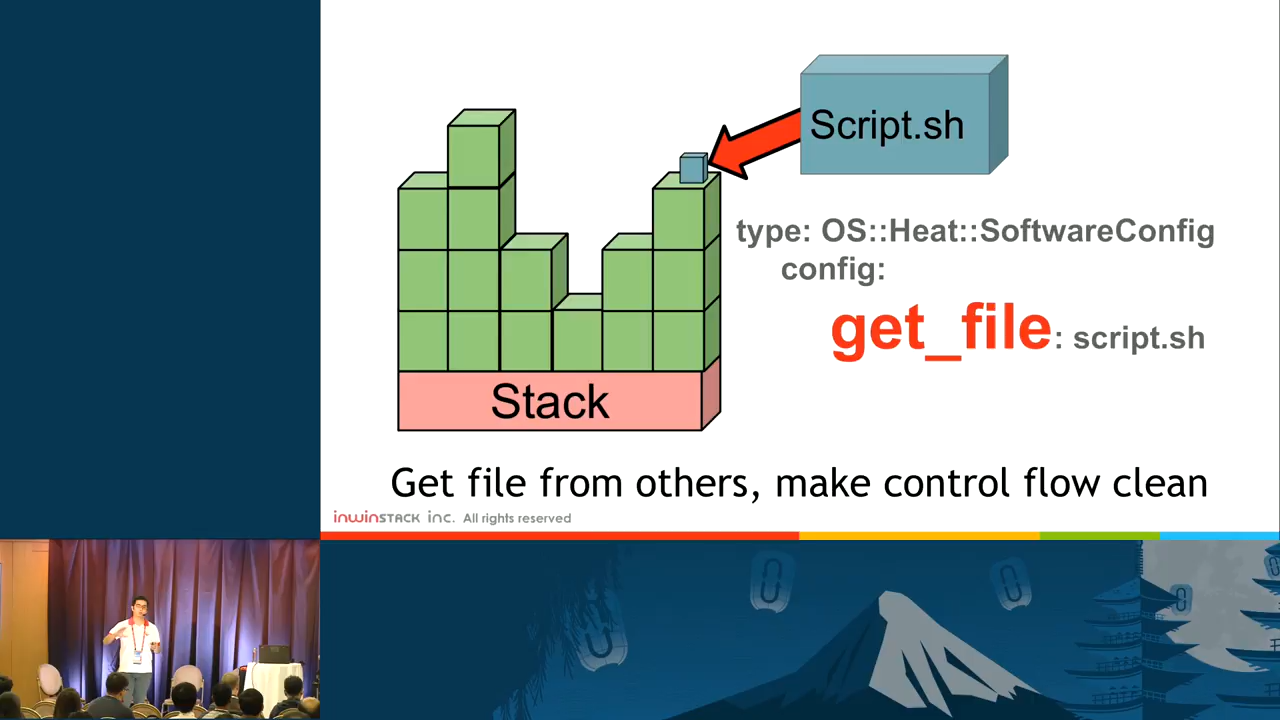 Script.sh
type: OS::Heat::SoftwareConfig
config:
get_file: script.sh
Stack
Get file from others, make control flow clean
inwinSTACK inc. All rights reserved